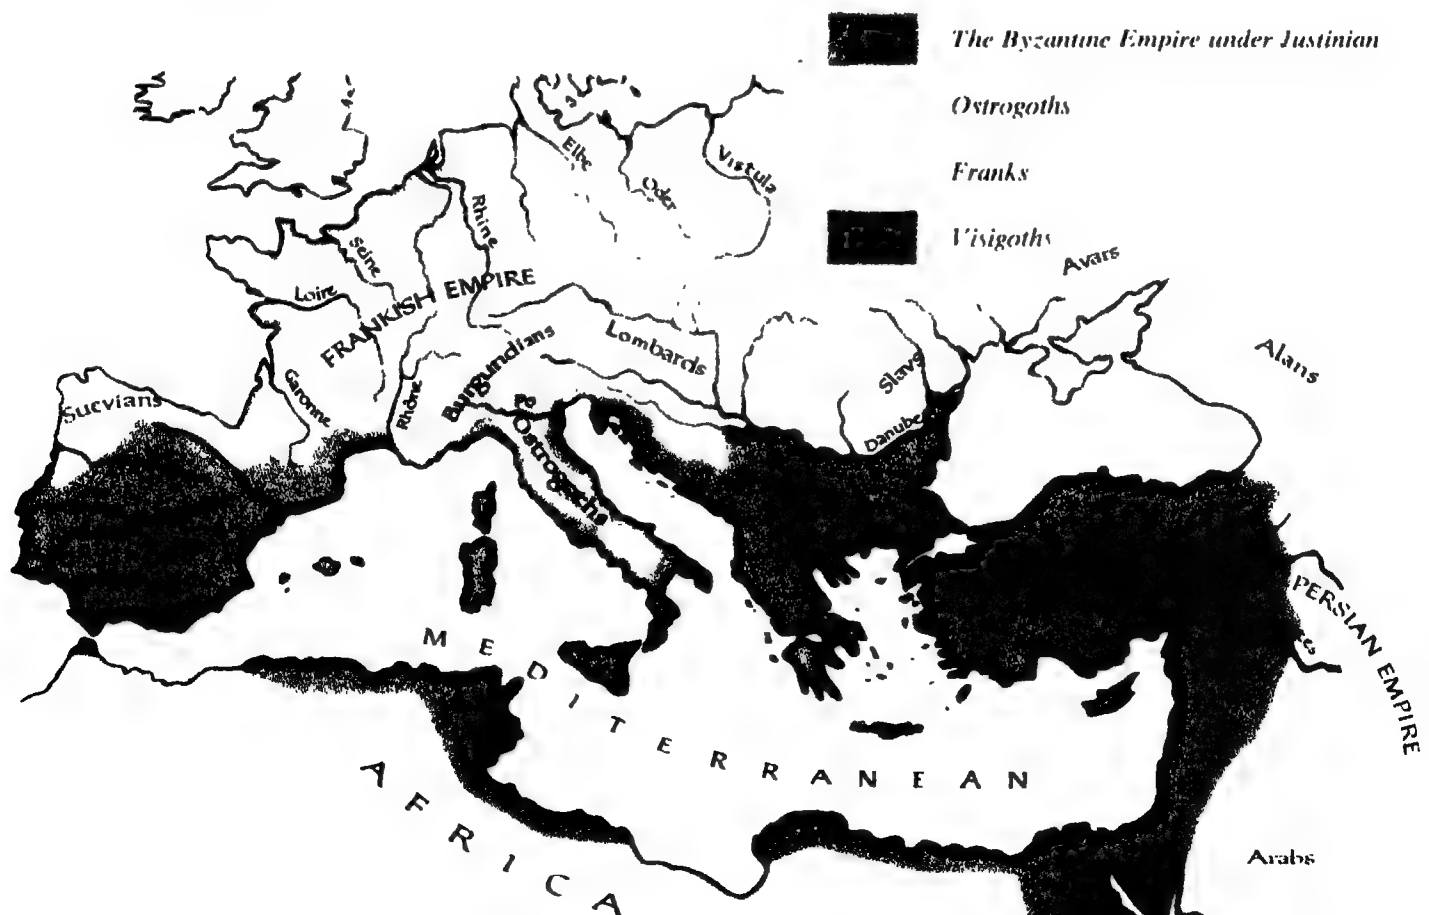 The Byzantine Empire under Justinian
Ostrogoths
Franks
Visigoths
Elbe
Oder
Vistula
Rhine
Seine
Loire
FRANKISH EMPIRE
Avars
Alans
Lombards
Slavs
Burgundians
Garonne
Rhône
Suevians
Po
Ostrogoths
Danube
PERSIAN EMPIRE
MEDITERRANEAN
AFRICA
Arabs